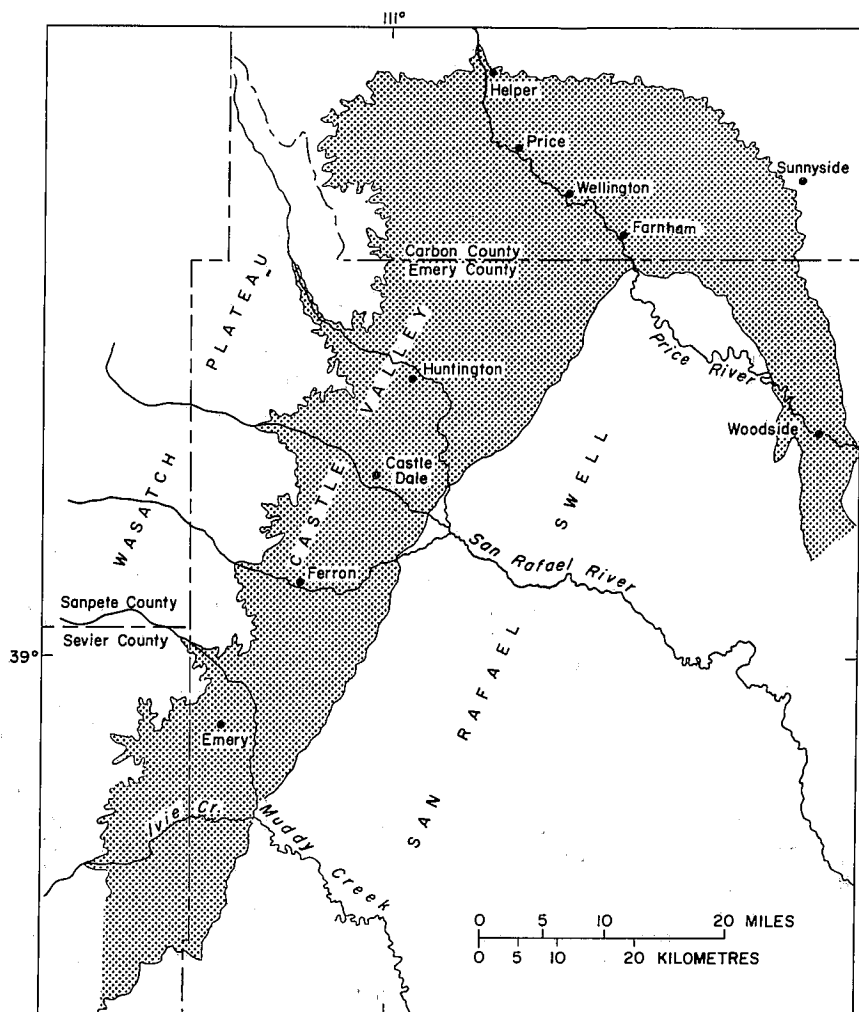 111°
Helper
Price
Sunnyside
Wellington
Farnham
Carbon County
Emery County
PLATEAU
Price River
VALLEY
Huntington
Woodside
Castle
Dale
WASATCH
CASTLE
SWELL
San Rafael River
Ferron
Sanpete County
Sevier County
39°
RAFAEL
Emery
Ivie Cr.
Muddy Creek
SAN
0 5 10 20 MILES
0 5 10 20 KILOMETRES